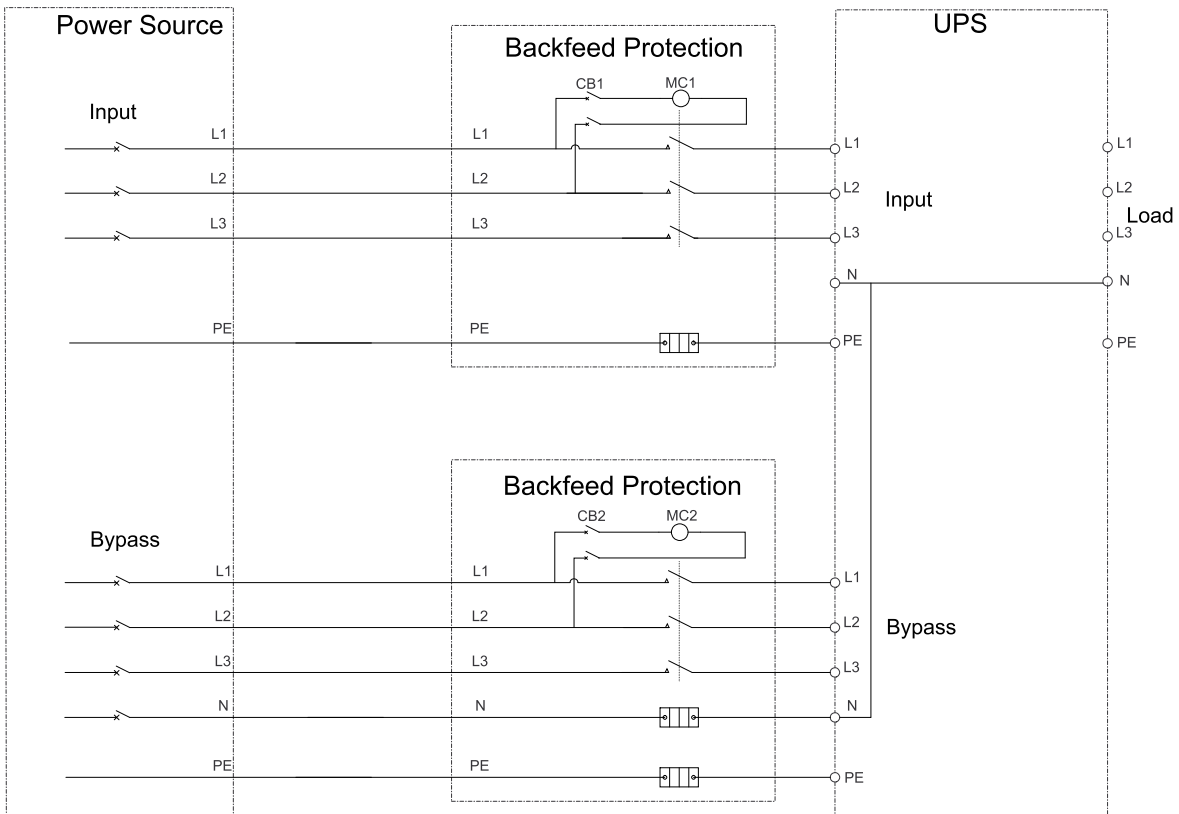 Power Source
UPS
Backfeed Protection
CB1 MC1
Input
L1 L1 L1 L1
L2 L2 L2 L2
Input
Load
L3 L3 L3 L3
N N
PE PE PE PE
Backfeed Protection
CB2 MC2
Bypass
L1 L1 L1
L2 L2 L2
Bypass
L3 L3 L3
N N N
PE PE PE